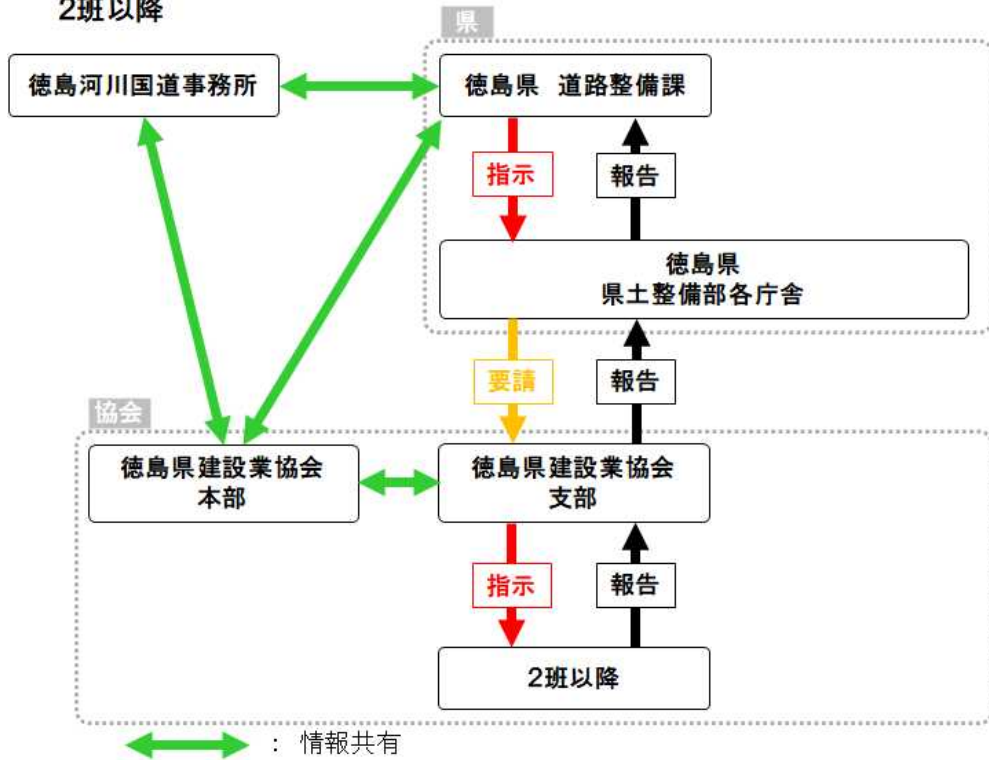 2班以降
県
徳島河川国道事務所
徳島県 道路整備課
指示
報告
徳島県
県土整備部各庁舎
要請
報告
協会
徳島県建設業協会
本部
徳島県建設業協会
支部
指示
報告
2班以降
： 情報共有